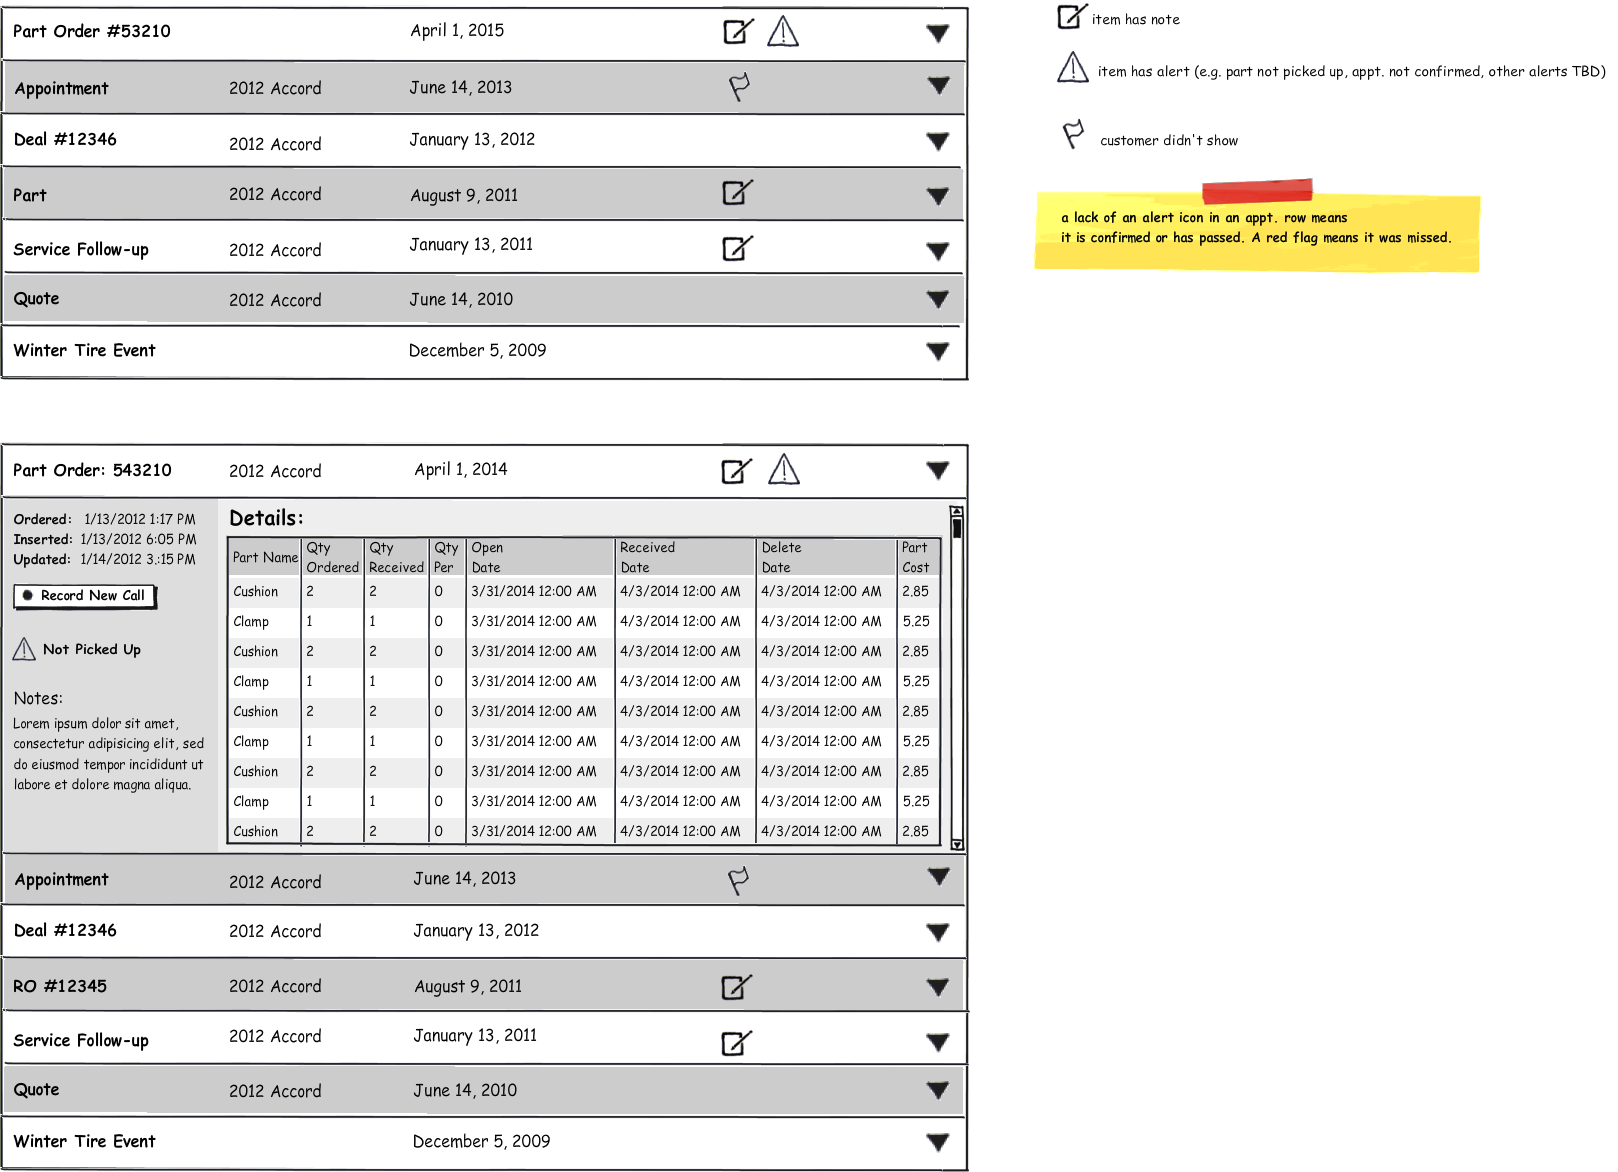 Part Order #53210 April 1, 2015
Appointment 2012 Accord June 14, 2013
Deal #12346 2012 Accord January 13, 2012
Part 2012 Accord August 9, 2011
Service Follow-up 2012 Accord January 13, 2011
Quote 2012 Accord June 14, 2010
Winter Tire Event December 5, 2009
item has note
item has alert (e.g. part not picked up, appt. not confirmed, other alerts TBD)
customer didn't show
a lack of an alert icon in an appt. row means
it is confirmed or has passed. A red flag means it was missed.
Part Order: 543210 2012 Accord April 1, 2014
Ordered: 1/13/2012 1:17 PM
Inserted: 1/13/2012 6:05 PM
Updated: 1/14/2012 3.:15 PM
Record New Call
Not Picked Up
Notes:
Lorem ipsum dolor sit amet,
consectetur adipisicing elit, sed
do eiusmod tempor incididunt ut
labore et dolore magna aliqua.
Details:
Part Name Qty Ordered Qty Received Qty Per Open Date Received Date Delete Date Part Cost
Cushion 2 2 0 3/31/2014 12:00 AM 4/3/2014 12:00 AM 4/3/2014 12:00 AM 2.85
Clamp 1 1 0 3/31/2014 12:00 AM 4/3/2014 12:00 AM 4/3/2014 12:00 AM 5.25
Cushion 2 2 0 3/31/2014 12:00 AM 4/3/2014 12:00 AM 4/3/2014 12:00 AM 2.85
Clamp 1 1 0 3/31/2014 12:00 AM 4/3/2014 12:00 AM 4/3/2014 12:00 AM 5.25
Cushion 2 2 0 3/31/2014 12:00 AM 4/3/2014 12:00 AM 4/3/2014 12:00 AM 2.85
Clamp 1 1 0 3/31/2014 12:00 AM 4/3/2014 12:00 AM 4/3/2014 12:00 AM 5.25
Cushion 2 2 0 3/31/2014 12:00 AM 4/3/2014 12:00 AM 4/3/2014 12:00 AM 2.85
Clamp 1 1 0 3/31/2014 12:00 AM 4/3/2014 12:00 AM 4/3/2014 12:00 AM 5.25
Cushion 2 2 0 3/31/2014 12:00 AM 4/3/2014 12:00 AM 4/3/2014 12:00 AM 2.85
Appointment 2012 Accord June 14, 2013
Deal #12346 2012 Accord January 13, 2012
RO #12345 2012 Accord August 9, 2011
Service Follow-up 2012 Accord January 13, 2011
Quote 2012 Accord June 14, 2010
Winter Tire Event December 5, 2009